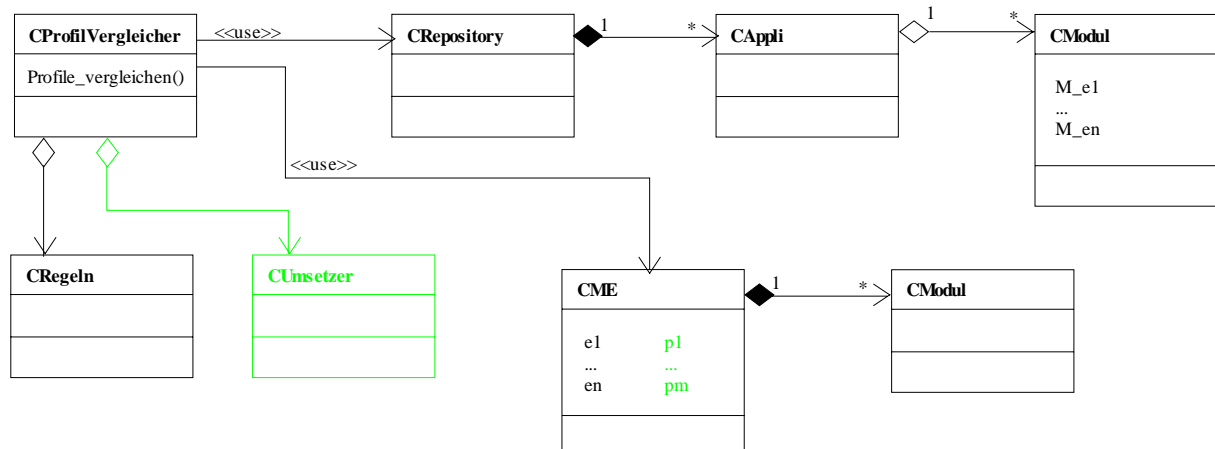 CProfilVergleicher
Profile_vergleichen()
<<use>>
CRepository
1
*
CAppli
1
*
CModul
M_e1
...
M_en
<<use>>
CRegeln
CUmsetzer
CME
e1 p1
... ...
en pm
1
*
CModul